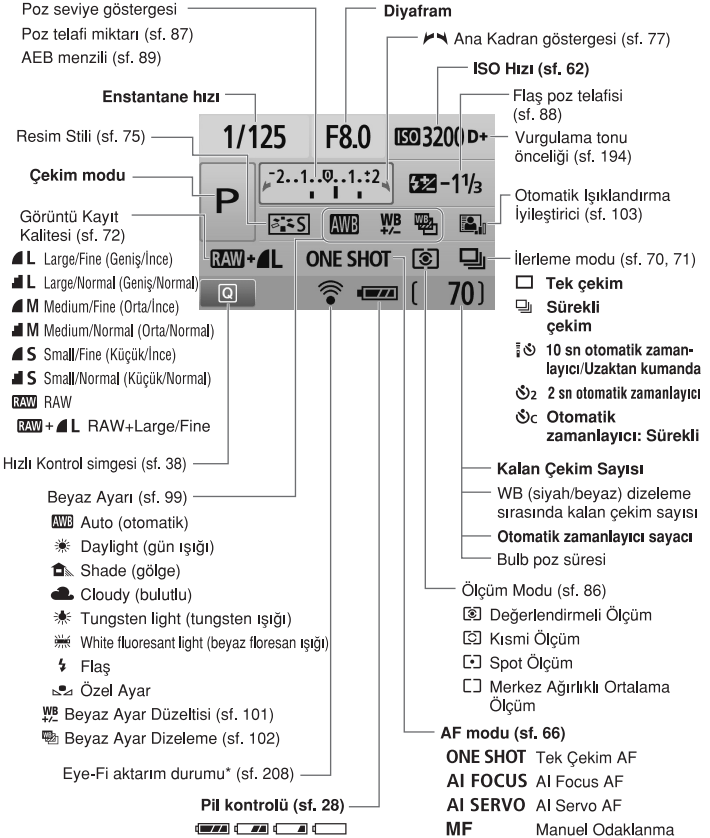 Poz seviye göstergesi
Poz telafi miktarı (sf. 87)
AEB menzili (sf. 89)
Diyafram
Ana Kadran göstergesi (sf. 77)
ISO Hızı (sf. 62)
Enstantane hızı
Flaş poz telafisi
(sf. 88)
Resim Stili (sf. 75)
Vurgulama tonu
önceliği (sf. 194)
Çekim modu
Otomatik Işıklandırma
İyileştirici (sf. 103)
1/125 F8.0 ISO 3200 D+
P -2..1..0..1..+2 -1 1/3
S AWB WB +/- WB
RAW+L ONE SHOT
Q [ 70]
Görüntü Kayıt
Kalitesi (sf. 72)
L Large/Fine (Geniş/İnce)
L Large/Normal (Geniş/Normal)
M Medium/Fine (Orta/İnce)
M Medium/Normal (Orta/Normal)
S Small/Fine (Küçük/İnce)
S Small/Normal (Küçük/Normal)
RAW RAW
RAW + L RAW+Large/Fine
İlerleme modu (sf. 70, 71)
Tek çekim
Sürekli
çekim
10 sn otomatik zaman-
layıcı/Uzaktan kumanda
2 2 sn otomatik zamanlayıcı
C Otomatik
zamanlayıcı: Sürekli
Hızlı Kontrol simgesi (sf. 38)
Kalan Çekim Sayısı
WB (siyah/beyaz) dizeleme
sırasında kalan çekim sayısı
Otomatik zamanlayıcı sayacı
Bulb poz süresi
Beyaz Ayarı (sf. 99)
AWB Auto (otomatik)
Daylight (gün ışığı)
Shade (gölge)
Cloudy (bulutlu)
Tungsten light (tungsten ışığı)
White fluoresant light (beyaz floresan ışığı)
Flaş
Özel Ayar
WB +/- Beyaz Ayar Düzeltisi (sf. 101)
WB Beyaz Ayar Dizeleme (sf. 102)
Ölçüm Modu (sf. 86)
Değerlendirmeli Ölçüm
Kısmi Ölçüm
Spot Ölçüm
Merkez Ağırlıklı Ortalama
Ölçüm
Eye-Fi aktarım durumu* (sf. 208)
Pil kontrolü (sf. 28)
AF modu (sf. 66)
ONE SHOT Tek Çekim AF
AI FOCUS AI Focus AF
AI SERVO AI Servo AF
MF Manuel Odaklanma